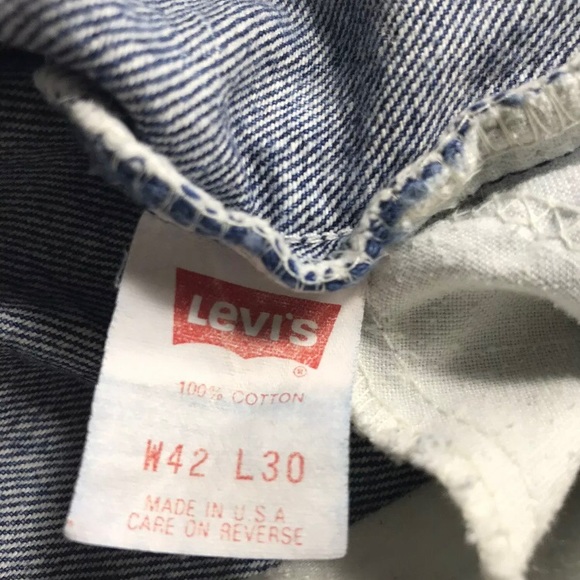 Levi's
®
100% COTTON
W42 L30
MADE IN U.S.A
CARE ON REVERSE